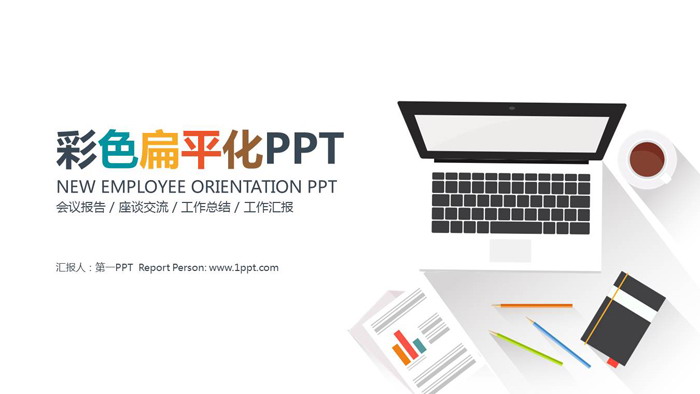 彩色扁平化PPT
NEW EMPLOYEE ORIENTATION PPT
会议报告 / 座谈交流 / 工作总结 / 工作汇报
汇报人：第一PPT Report Person: www.1ppt.com